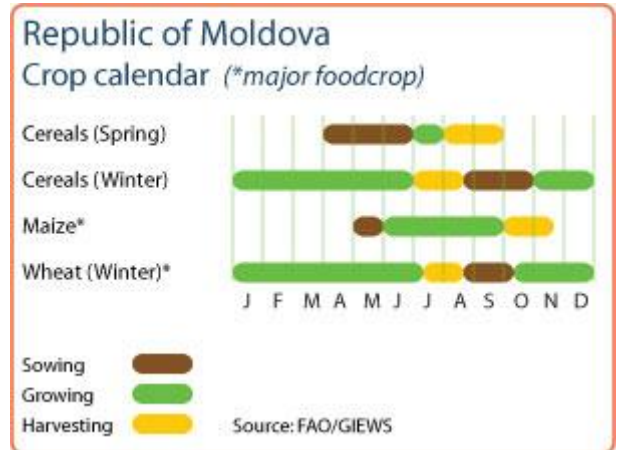 Republic of Moldova
Crop calendar (*major foodcrop)
Cereals (Spring)
Cereals (Winter)
Maize*
Wheat (Winter)*
J F M A M J J A S O N D
Sowing
Growing
Harvesting
Source: FAO/GIEWS